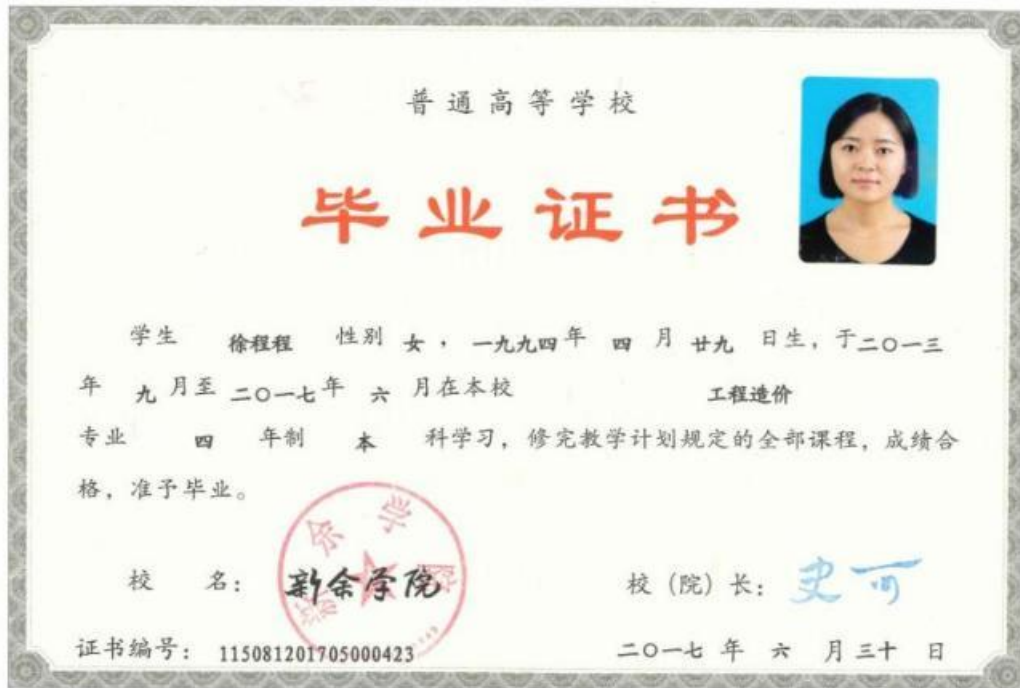 普通高等学校
毕业证书
学生 徐程程 性别 女，一九九四年 四 月 廿九 日生，于二〇一三
年 九 月至 二〇一七年 六 月在本校 工程造价
专业 四 年制 本 科学习，修完教学计划规定的全部课程，成绩合
格，准予毕业。
校 名： 新余学院
新余学院
校（院）长：
证书编号： 115081201705000423
二〇一七 年 六 月三十 日